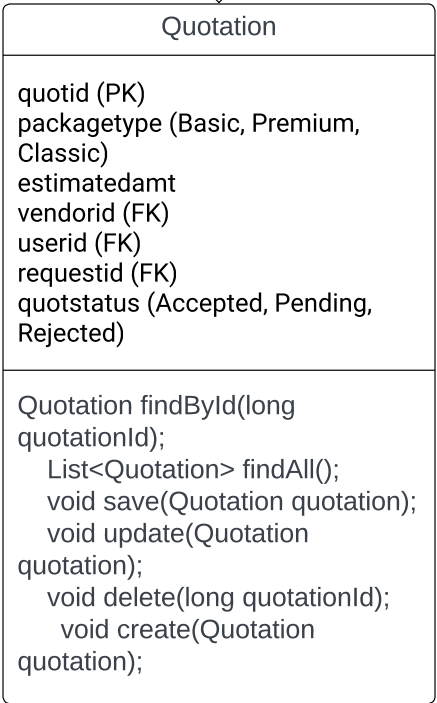 Quotation
quotid (PK)
packagetype (Basic, Premium,
Classic)
estimatedamt
vendorid (FK)
userid (FK)
requestid (FK)
quotstatus (Accepted, Pending,
Rejected)
Quotation findById(long
quotationId);
List<Quotation> findAll();
void save(Quotation quotation);
void update(Quotation
quotation);
void delete(long quotationId);
void create(Quotation
quotation);